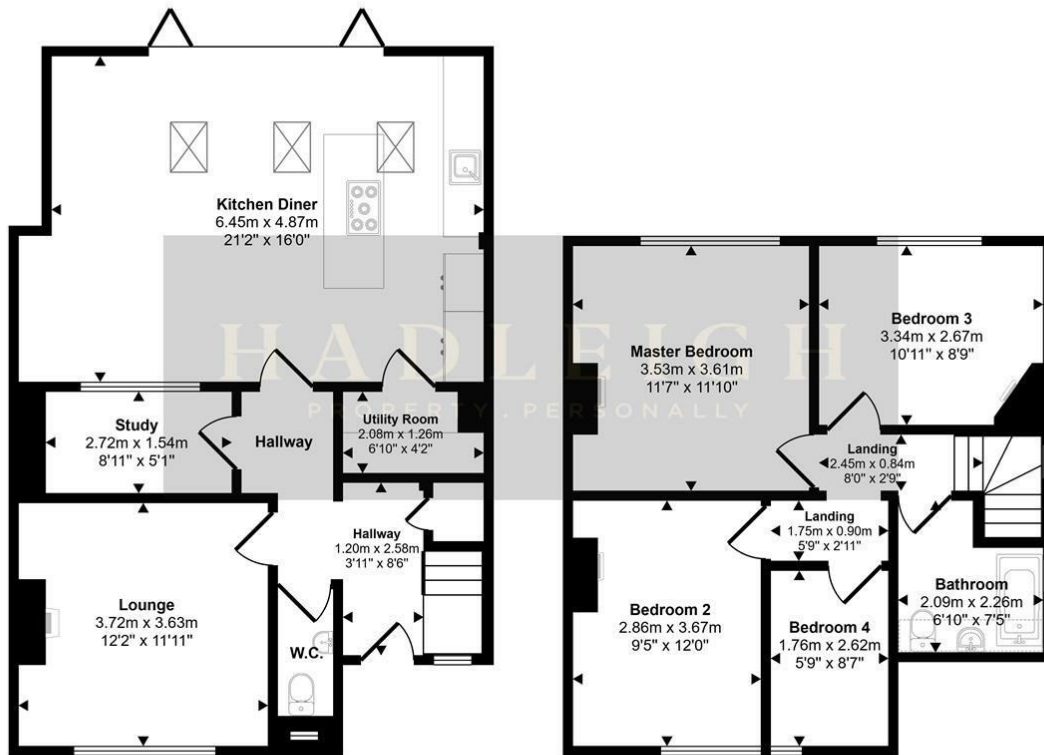 Kitchen Diner
6.45m x 4.87m
21'2" x 16'0"
HADLEIGH
PROPERTY. PERSONALLY
Study
2.72m x 1.54m
8'11" x 5'1"
Hallway
Utility Room
2.08m x 1.26m
6'10" x 4'2"
Hallway
1.20m x 2.58m
3'11" x 8'6"
Lounge
3.72m x 3.63m
12'2" x 11'11"
W.C.
Master Bedroom
3.53m x 3.61m
11'7" x 11'10"
Bedroom 3
3.34m x 2.67m
10'11" x 8'9"
Landing
2.45m x 0.84m
8'0" x 2'9"
Landing
1.75m x 0.90m
5'9" x 2'11"
Bedroom 2
2.86m x 3.67m
9'5" x 12'0"
Bedroom 4
1.76m x 2.62m
5'9" x 8'7"
Bathroom
2.09m x 2.26m
6'10" x 7'5"